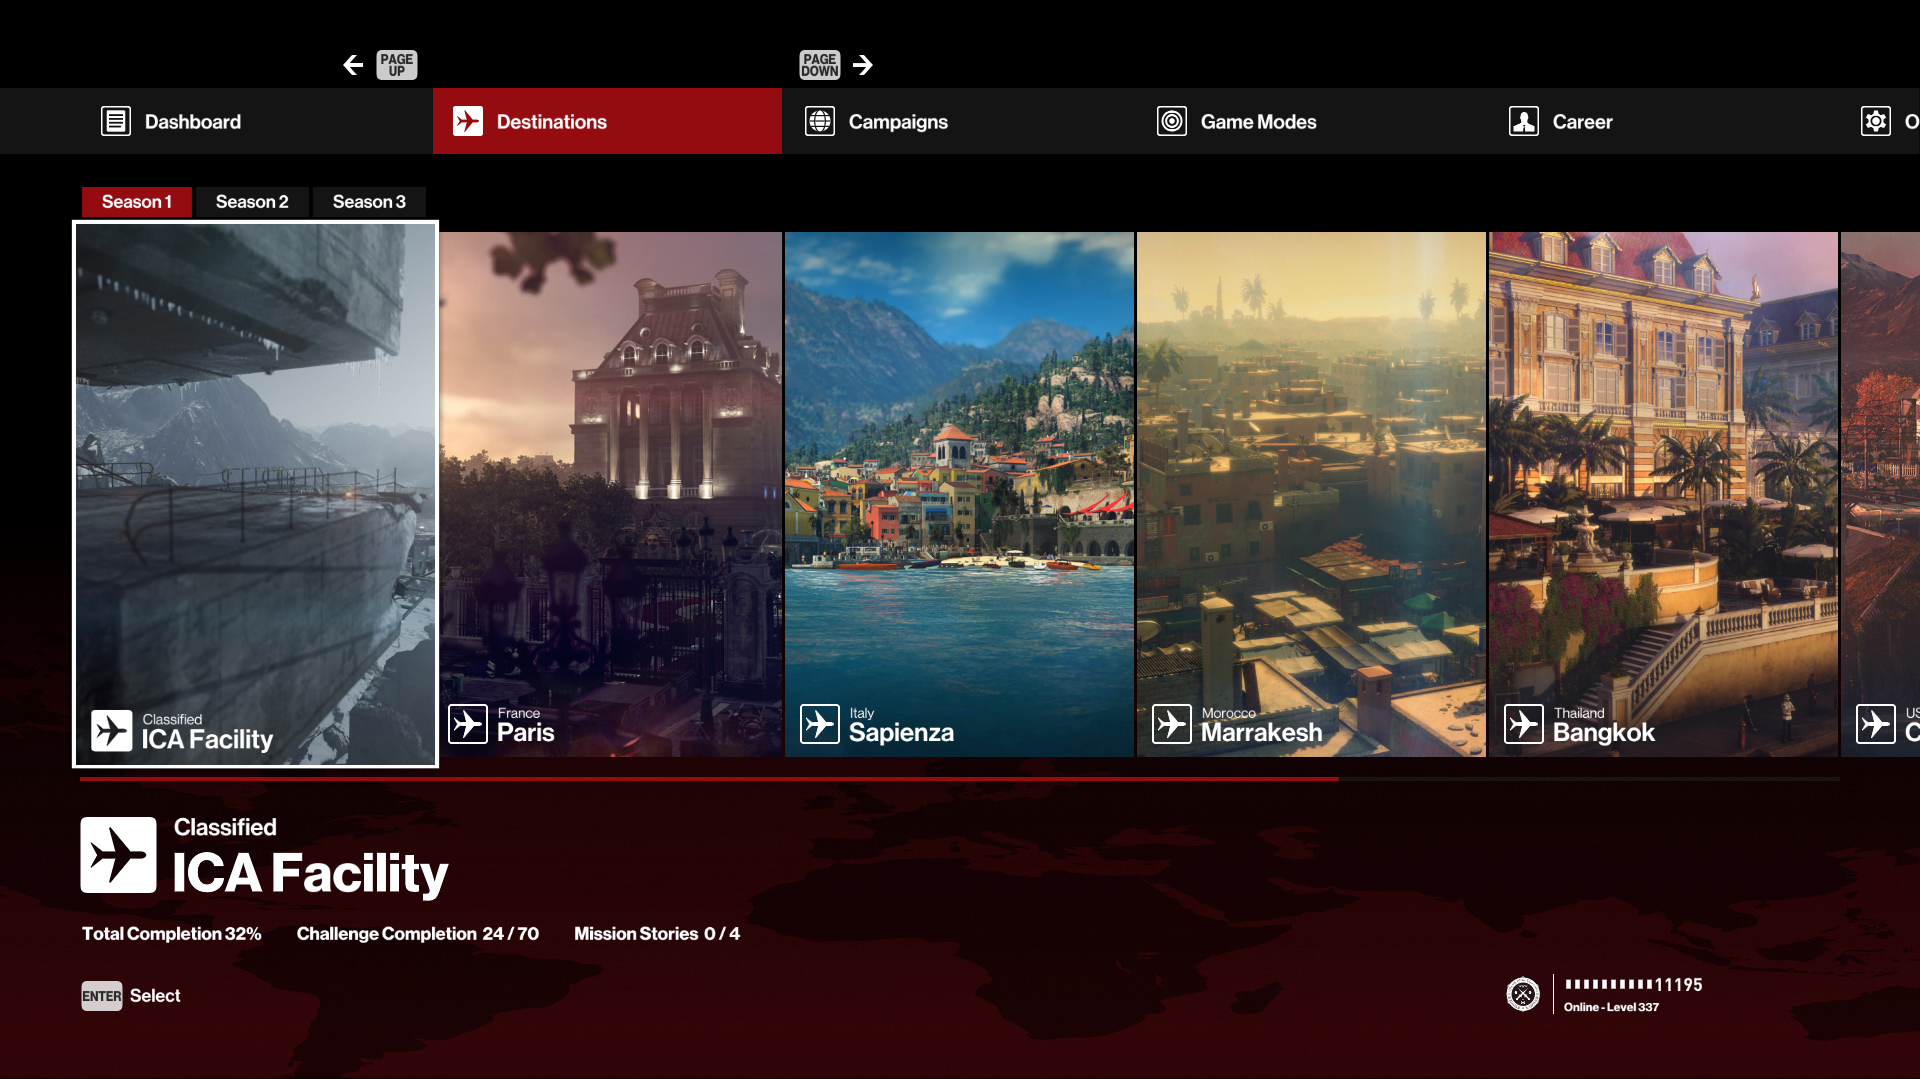 PAGE UP
PAGE DOWN
Dashboard
Destinations
Campaigns
Game Modes
Career
Season 1
Season 2
Season 3
Classified
ICA Facility
France
Paris
Italy
Sapienza
Morocco
Marrakesh
Thailand
Bangkok
Classified
ICA Facility
Total Completion 32%
Challenge Completion 24 / 70
Mission Stories 0 / 4
ENTER Select
11195
Online - Level 337